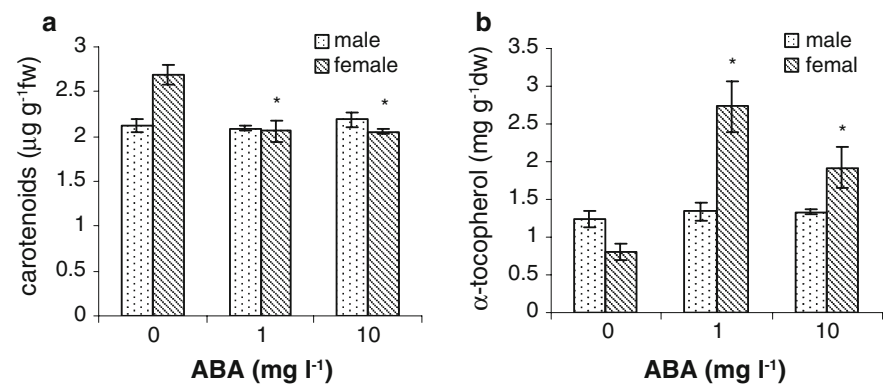 a
carotenoids (µg g-1fw)
3
2.5
2
1.5
1
0.5
0
male
female
*
*
0
1
10
ABA (mg l-1)
b
α-tocopherol (mg g-1dw)
3.5
3
2.5
2
1.5
1
0.5
0
male
femal
*
*
0
1
10
ABA (mg l-1)